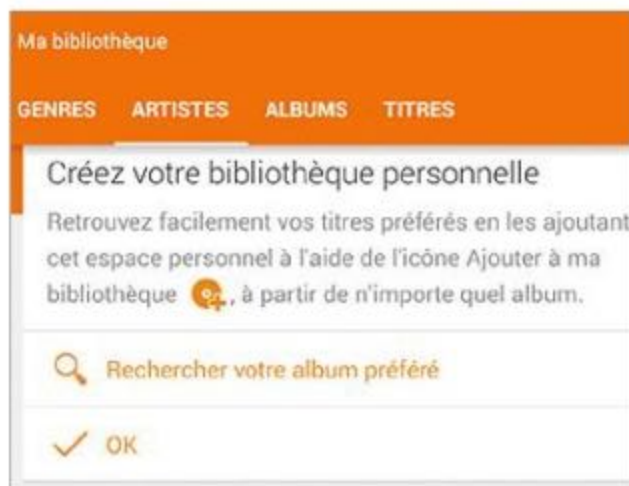 Ma bibliothèque
GENRES ARTISTES ALBUMS TITRES
Créez votre bibliothèque personnelle
Retrouvez facilement vos titres préférés en les ajoutant
cet espace personnel à l'aide de l'icône Ajouter à ma
bibliothèque , à partir de n'importe quel album.
Rechercher votre album préféré
OK